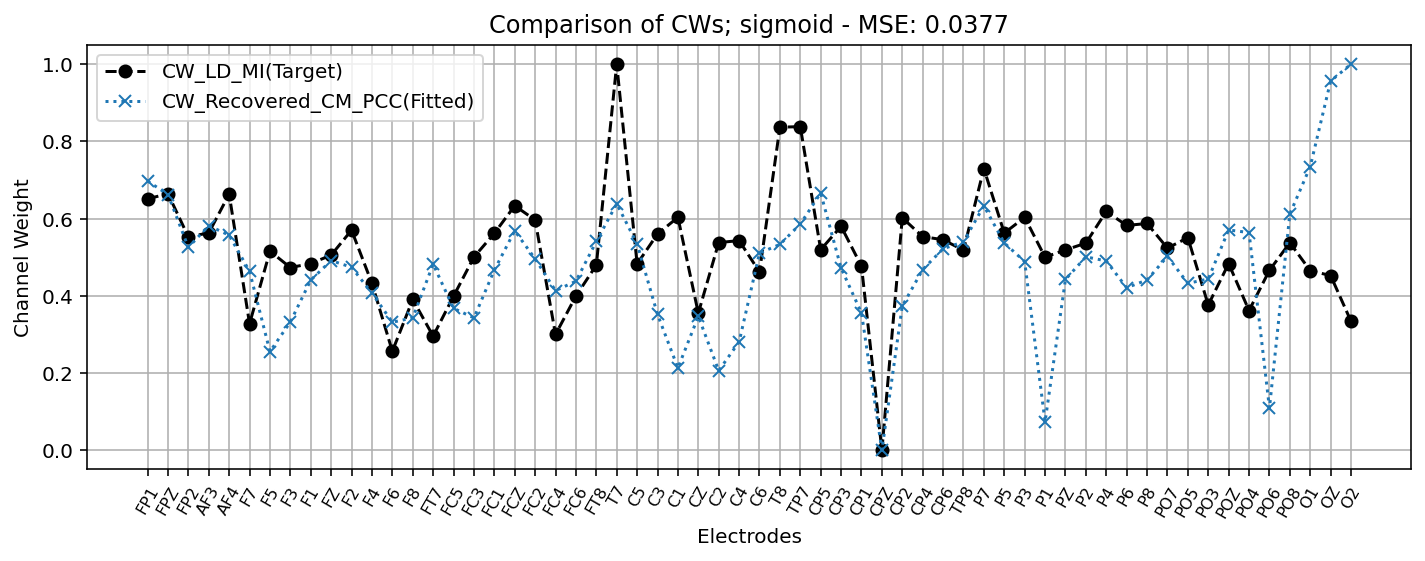 Comparison of CWs; sigmoid - MSE: 0.0377
CW_LD_MI(Target)
CW_Recovered_CM_PCC(Fitted)
Channel Weight
1.0
0.8
0.6
0.4
0.2
0.0
FP1 FPZ FP2 AF3 AF4 F7 F5 F3 F1 FZ F2 F4 F6 F8 FT7 FC5 FC3 FC1 FCZ FC2 FC4 FC6 FT8 T7 C5 C3 C1 CZ C2 C4 C6 T8 TP7 CP5 CP3 CP1 CPZ CP2 CP4 CP6 TP8 P7 P5 P3 P1 PZ P2 P4 P6 P8 PO7 PO5 PO3 POZ PO4 PO6 PO8 O1 OZ O2
Electrodes